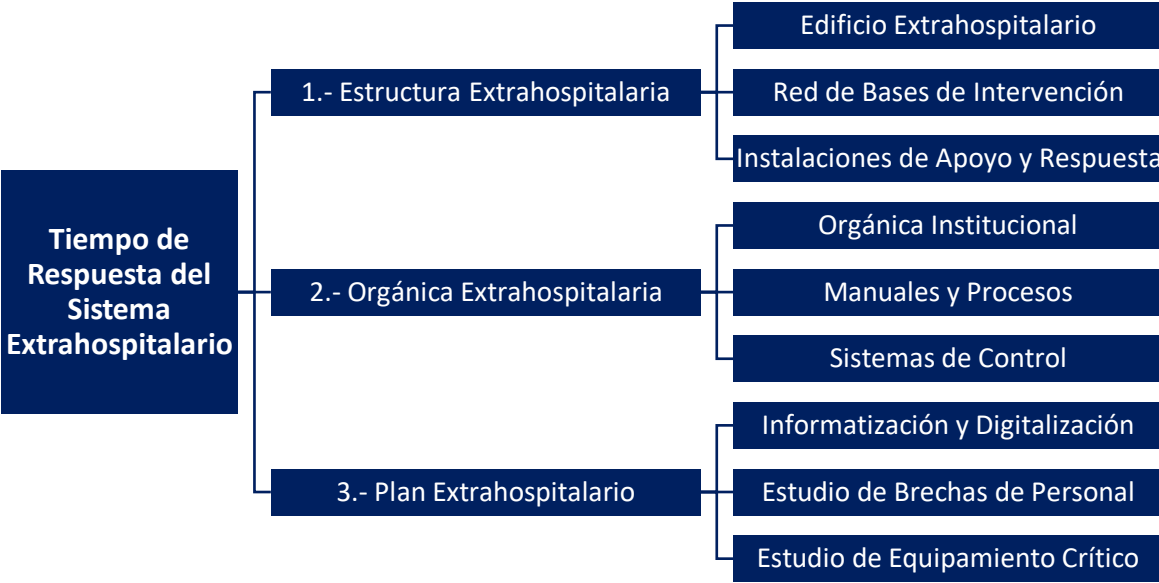 Tiempo de
Respuesta del
Sistema
Extrahospitalario
1.- Estructura Extrahospitalaria
Edificio Extrahospitalario
Red de Bases de Intervención
Instalaciones de Apoyo y Respuesta
2.- Orgánica Extrahospitalaria
Orgánica Institucional
Manuales y Procesos
Sistemas de Control
3.- Plan Extrahospitalario
Informatización y Digitalización
Estudio de Brechas de Personal
Estudio de Equipamiento Crítico